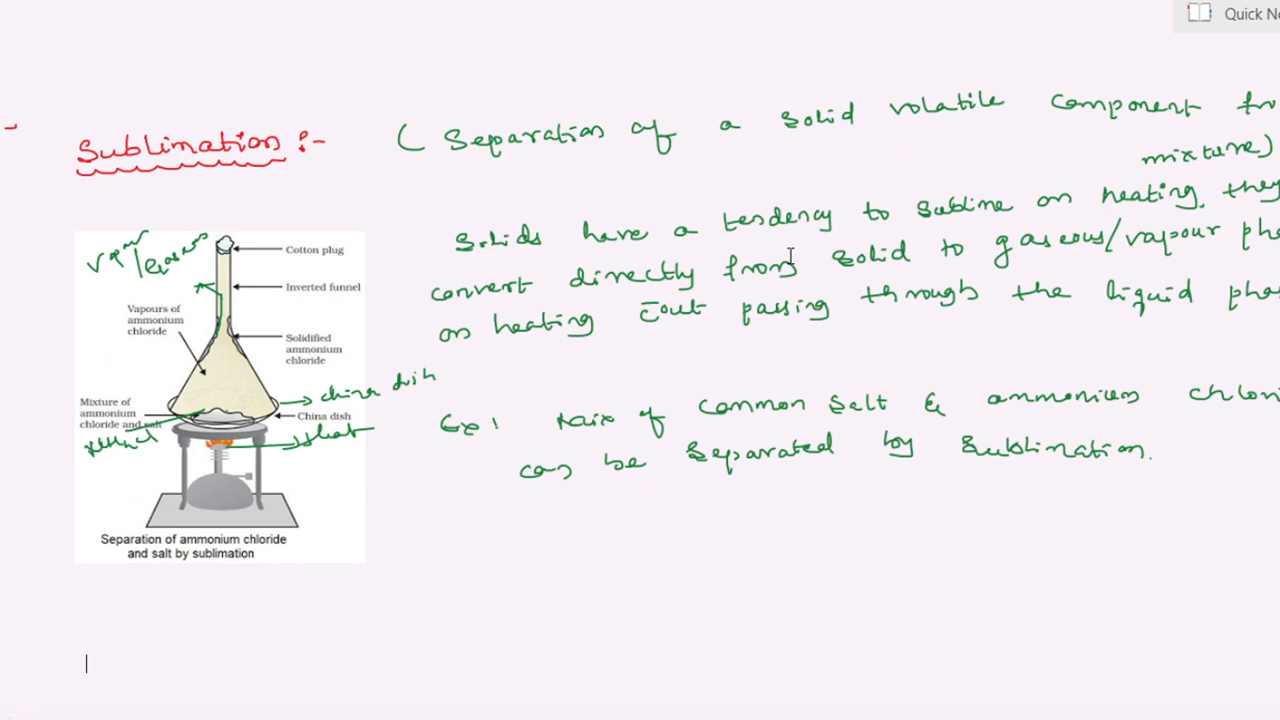 Quick No
Sublimation :-
( Separation of a solid volatile component fr
mixture)
Solids have a tendency to sublime on heating, they
convert directly from solid to gaseous/vapour pha
on heating c̄out passing through the liquid phas
Ex: Mix of common salt & ammonium chlori
can be separated by sublimation.
vapour
/Gaseous
Cotton plug
Inverted funnel
Vapours of
ammonium
chloride
Solidified
ammonium
chloride
china dish
Mixture of
ammonium
chloride and salt
China dish
heat
Separation of ammonium chloride
and salt by sublimation